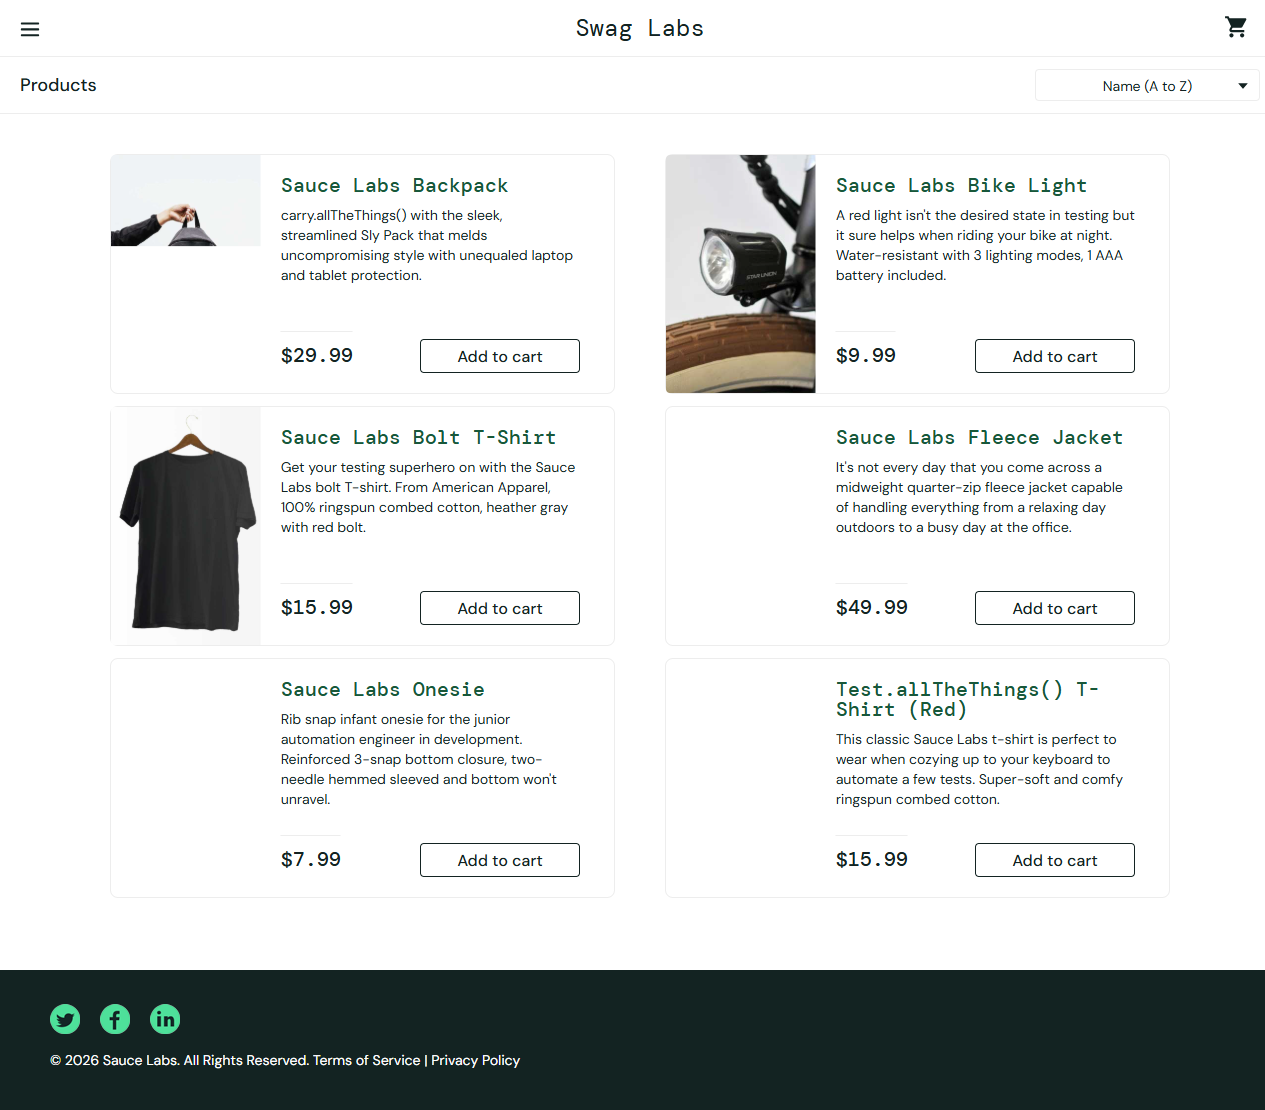 Swag Labs
Products
Name (A to Z)
Sauce Labs Backpack
carry.allTheThings() with the sleek,
streamlined Sly Pack that melds
uncompromising style with unequaled laptop
and tablet protection.
$29.99
Add to cart
STAR UNION
Sauce Labs Bike Light
A red light isn't the desired state in testing but
it sure helps when riding your bike at night.
Water-resistant with 3 lighting modes, 1 AAA
battery included.
$9.99
Add to cart
Sauce Labs Bolt T-Shirt
Get your testing superhero on with the Sauce
Labs bolt T-shirt. From American Apparel,
100% ringspun combed cotton, heather gray
with red bolt.
$15.99
Add to cart
Sauce Labs Fleece Jacket
It's not every day that you come across a
midweight quarter-zip fleece jacket capable
of handling everything from a relaxing day
outdoors to a busy day at the office.
$49.99
Add to cart
Sauce Labs Onesie
Rib snap infant onesie for the junior
automation engineer in development.
Reinforced 3-snap bottom closure, two-
needle hemmed sleeved and bottom won't
unravel.
$7.99
Add to cart
Test.allTheThings() T-
Shirt (Red)
This classic Sauce Labs t-shirt is perfect to
wear when cozying up to your keyboard to
automate a few tests. Super-soft and comfy
ringspun combed cotton.
$15.99
Add to cart
© 2026 Sauce Labs. All Rights Reserved. Terms of Service | Privacy Policy